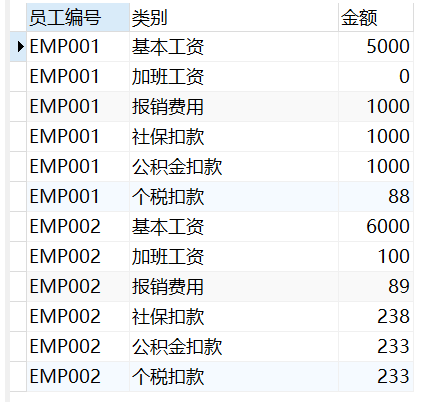 员工编号 类别 金额
EMP001 基本工资 5000
EMP001 加班工资 0
EMP001 报销费用 1000
EMP001 社保扣款 1000
EMP001 公积金扣款 1000
EMP001 个税扣款 88
EMP002 基本工资 6000
EMP002 加班工资 100
EMP002 报销费用 89
EMP002 社保扣款 238
EMP002 公积金扣款 233
EMP002 个税扣款 233